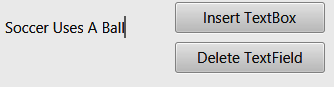 Insert TextBox
Soccer Uses A Ball
Delete TextField